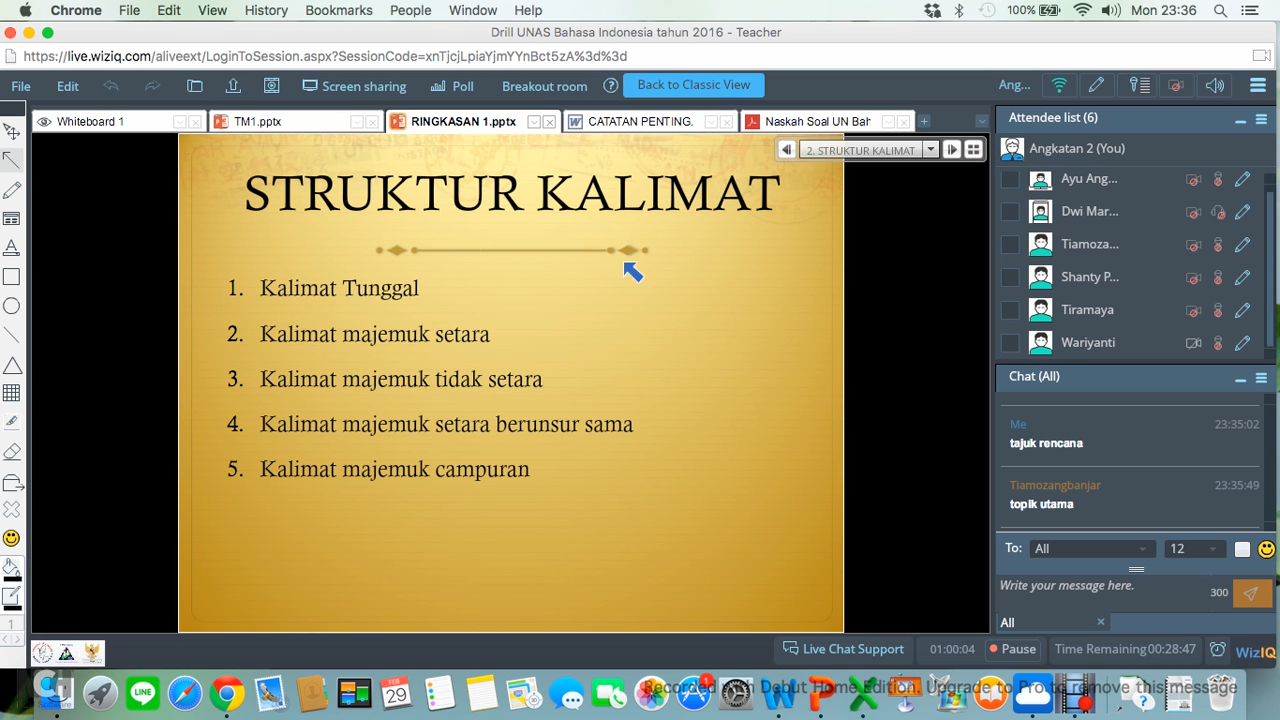 Chrome File Edit View History Bookmarks People Window Help 100% Mon 23:36
Drill UNAS Bahasa Indonesia tahun 2016 - Teacher
https://live.wiziq.com/aliveext/LoginToSession.aspx?SessionCode=xnTjcjLpiaYjmYYnBct5zA%3d%3d
File Edit Screen sharing Poll Breakout room ? Back to Classic View Ang...
Whiteboard 1 TM1.pptx RINGKASAN 1.pptx CATATAN PENTING. Naskah Soal UN Bah
2. STRUKTUR KALIMAT
STRUKTUR KALIMAT
1. Kalimat Tunggal
2. Kalimat majemuk setara
3. Kalimat majemuk tidak setara
4. Kalimat majemuk setara berunsur sama
5. Kalimat majemuk campuran
Attendee list (6)
Angkatan 2 (You)
Ayu Ang...
Dwi Mar...
Tiamoza...
Shanty P...
Tiramaya
Wariyanti
Chat (All)
Me 23:35:02
tajuk rencana
Tiamozangbanjar 23:35:49
topik utama
To: All 12
Write your message here. 300
All
1
Live Chat Support 01:00:04 Pause Time Remaining 00:28:47 WizIQ
LINE
FEB
29
Recorded with Debut Home Edition. Upgrade to Pro to remove this message